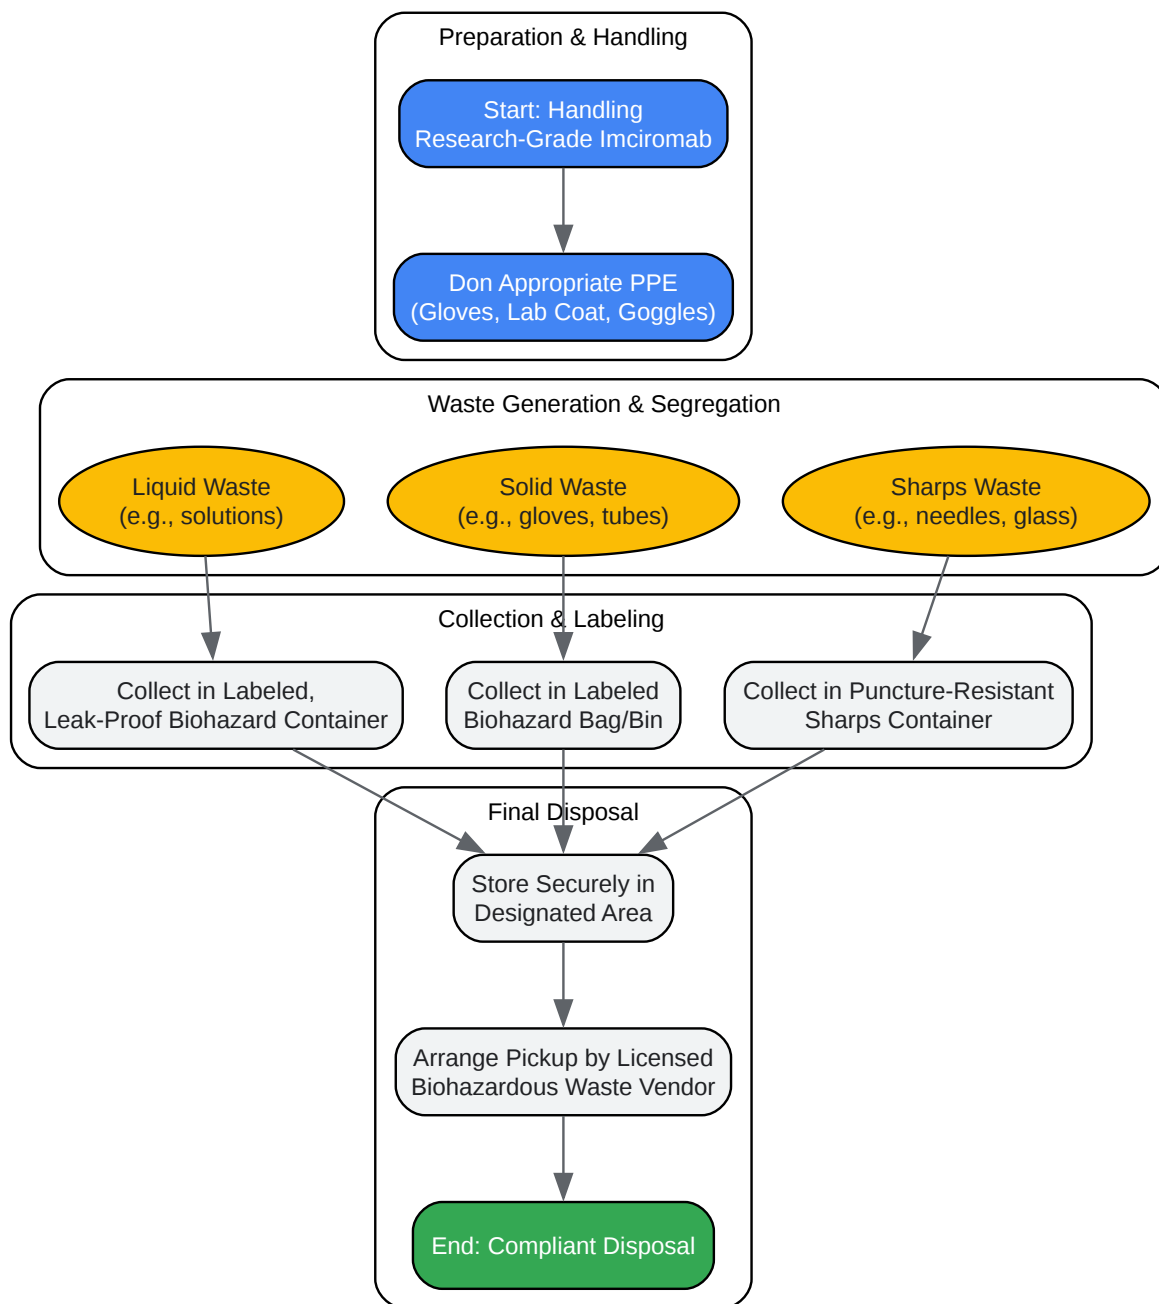 Preparation & Handling
Start: Handling
Research-Grade Imciromab
Don Appropriate PPE
(Gloves, Lab Coat, Goggles)
Waste Generation & Segregation
Liquid Waste
(e.g., solutions)
Solid Waste
(e.g., gloves, tubes)
Sharps Waste
(e.g., needles, glass)
Collection & Labeling
Collect in Labeled,
Leak-Proof Biohazard Container
Collect in Labeled
Biohazard Bag/Bin
Collect in Puncture-Resistant
Sharps Container
Final Disposal
Store Securely in
Designated Area
Arrange Pickup by Licensed
Biohazardous Waste Vendor
End: Compliant Disposal